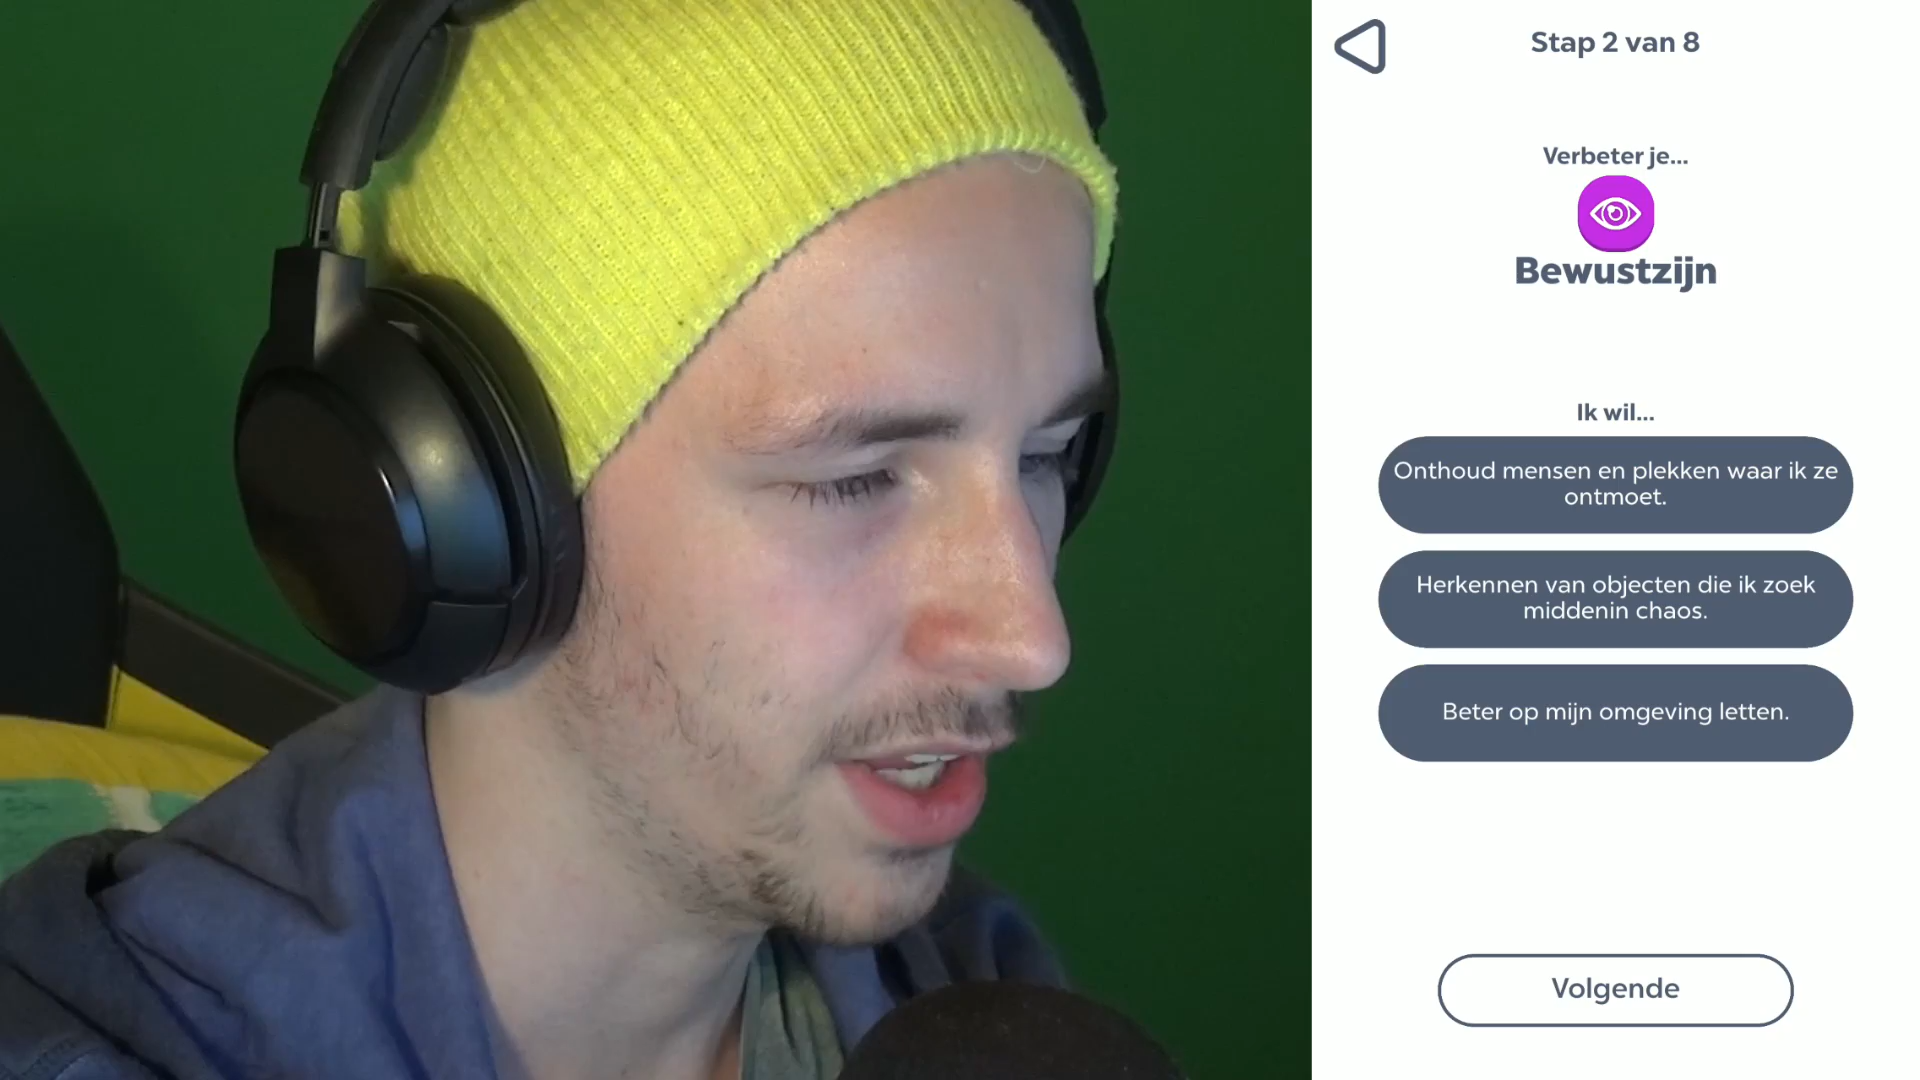 Stap 2 van 8
Verbeter je...
Bewustzijn
Ik wil...
Onthoud mensen en plekken waar ik ze
ontmoet.
Herkennen van objecten die ik zoek
middenin chaos.
Beter op mijn omgeving letten.
Volgende